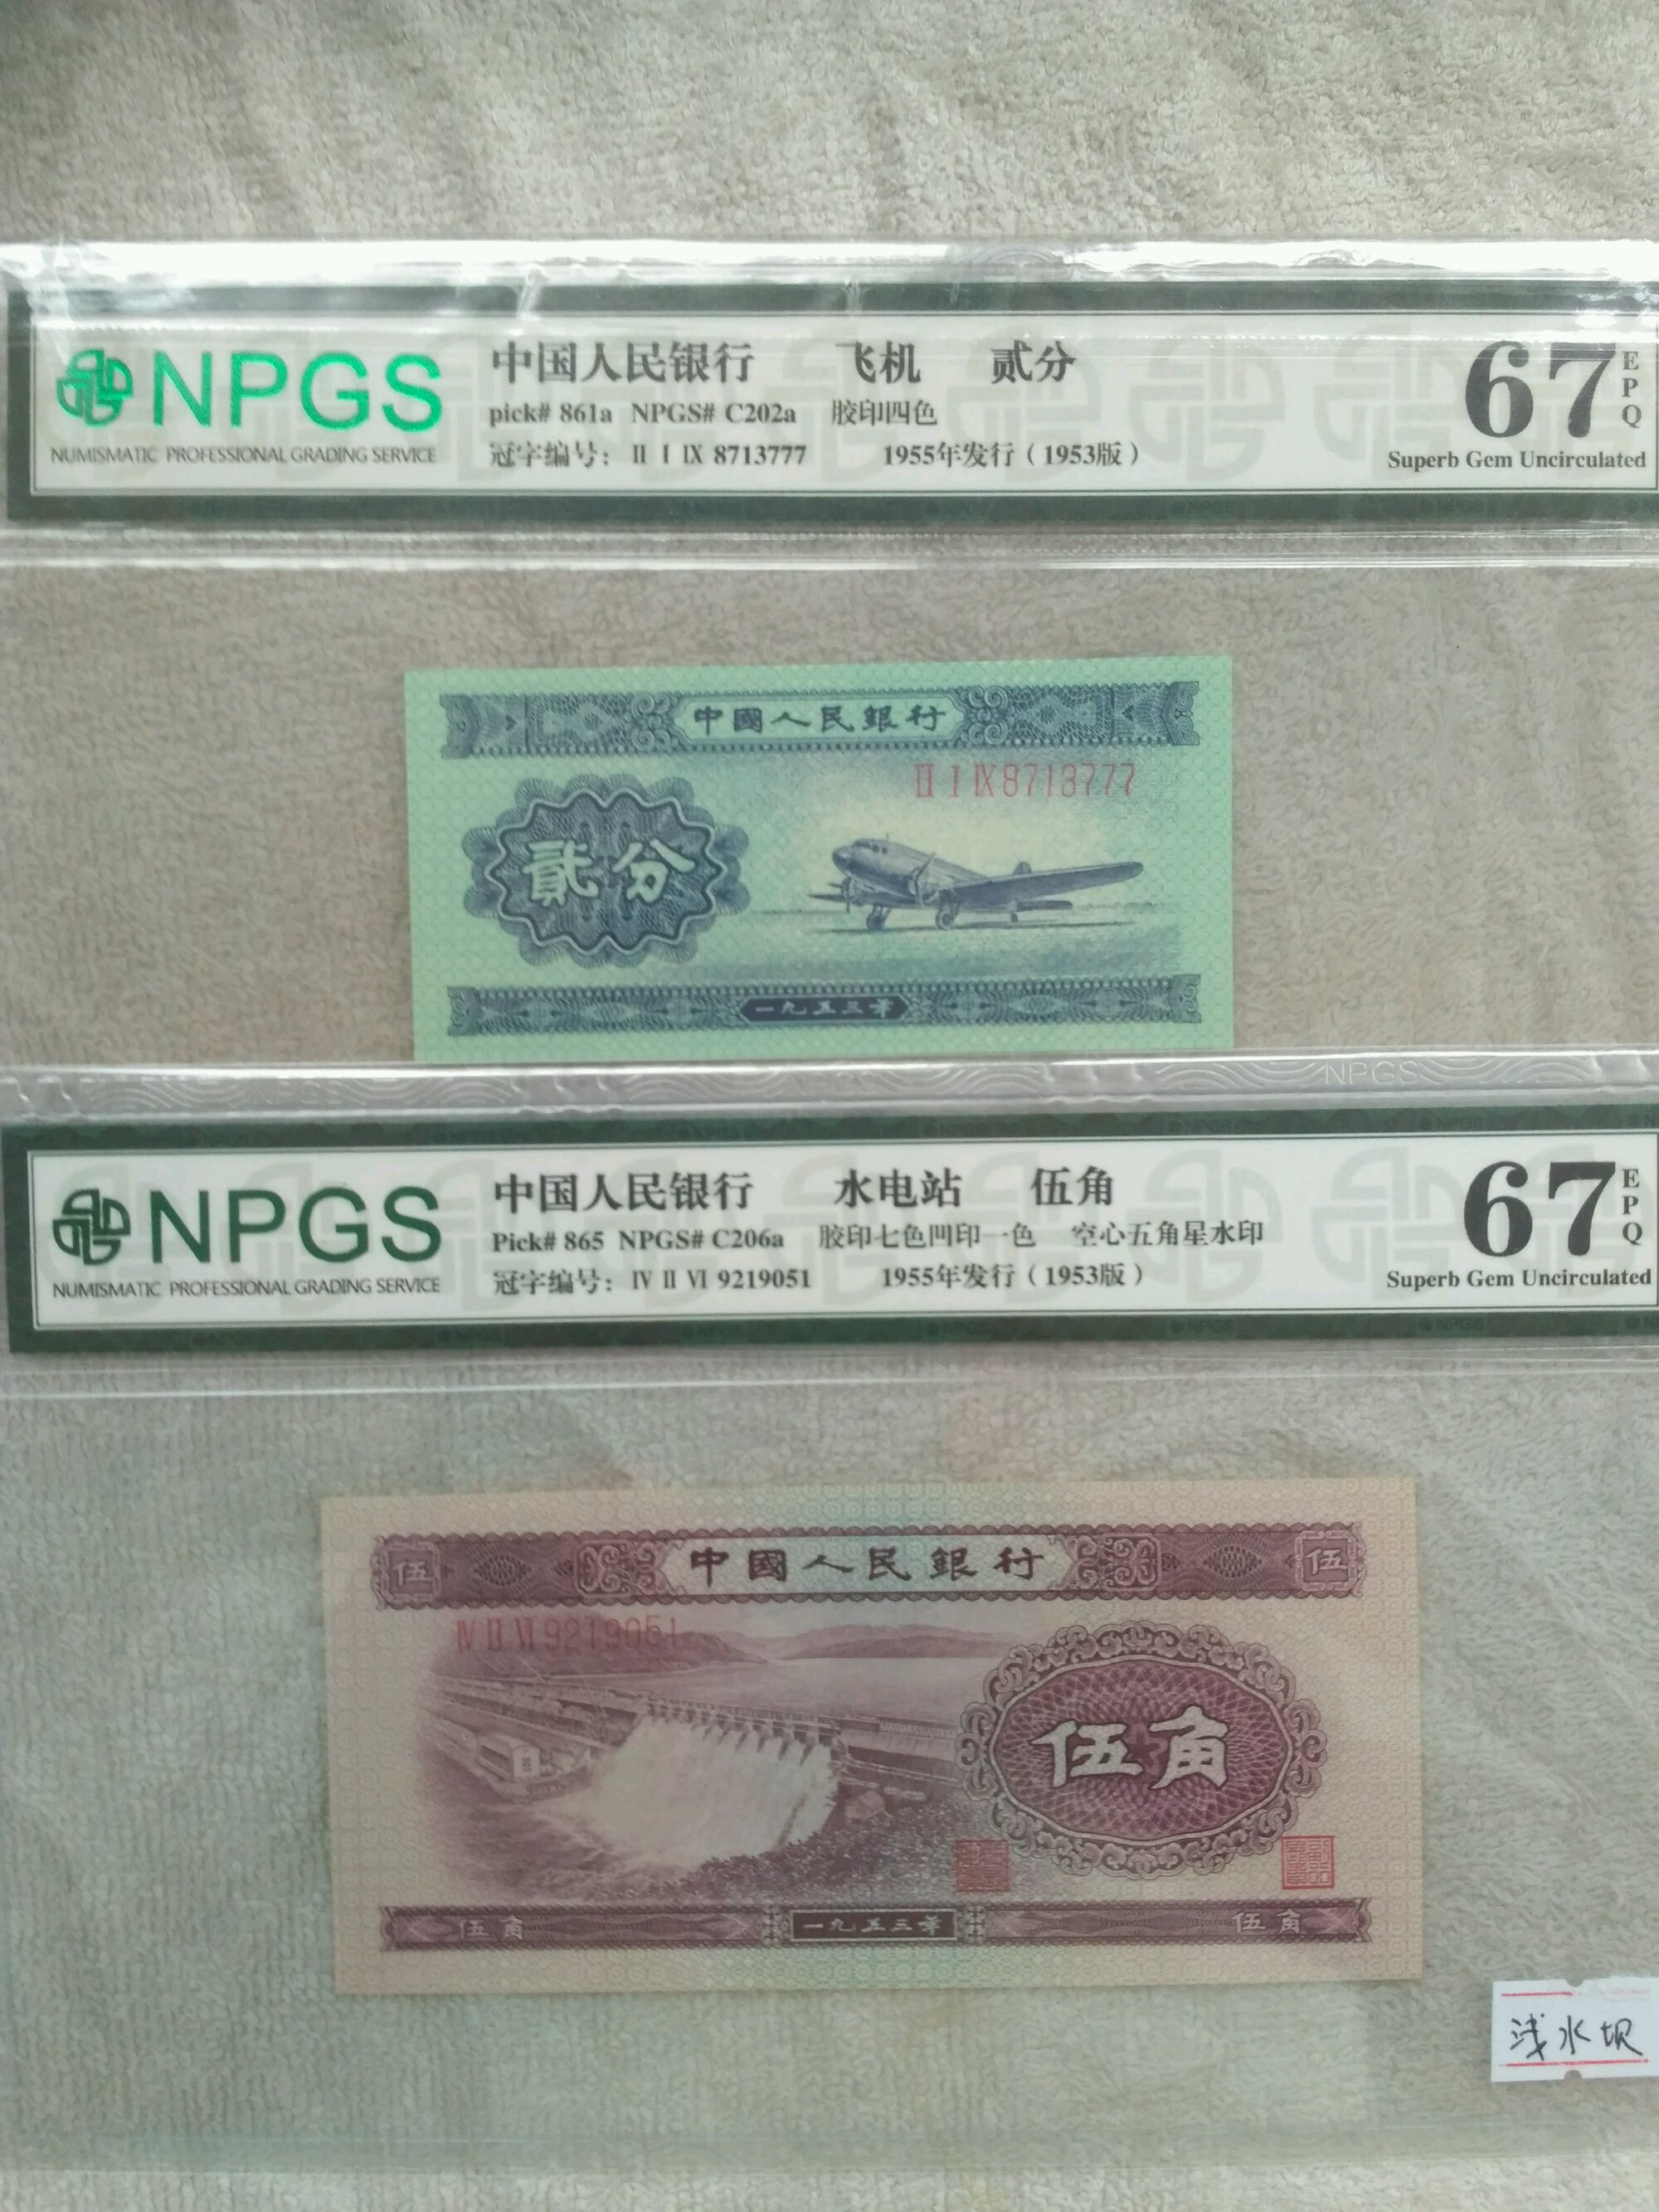 NPGS
NUMISMATIC PROFESSIONAL GRADING SERVICE
中国人民银行 飞机 贰分
pick# 861a NPGS# C202a 胶印四色
冠字编号: Ⅱ Ⅰ Ⅸ 8713777 1955年发行(1953版)
67 EPQ
Superb Gem Uncirculated
中國人民銀行
Ⅱ Ⅰ Ⅸ8713777
貳分
一九五三年
NPGS
NPGS
NUMISMATIC PROFESSIONAL GRADING SERVICE
中国人民银行 水电站 伍角
Pick# 865 NPGS# C206a 胶印七色凹印一色 空心五角星水印
冠字编号: Ⅳ Ⅱ Ⅵ 9219051 1955年发行(1953版)
67 EPQ
Superb Gem Uncirculated
伍 中國人民銀行 伍
Ⅳ Ⅱ Ⅵ9219051
伍角
伍角 一九五三年 伍角
浅水坝